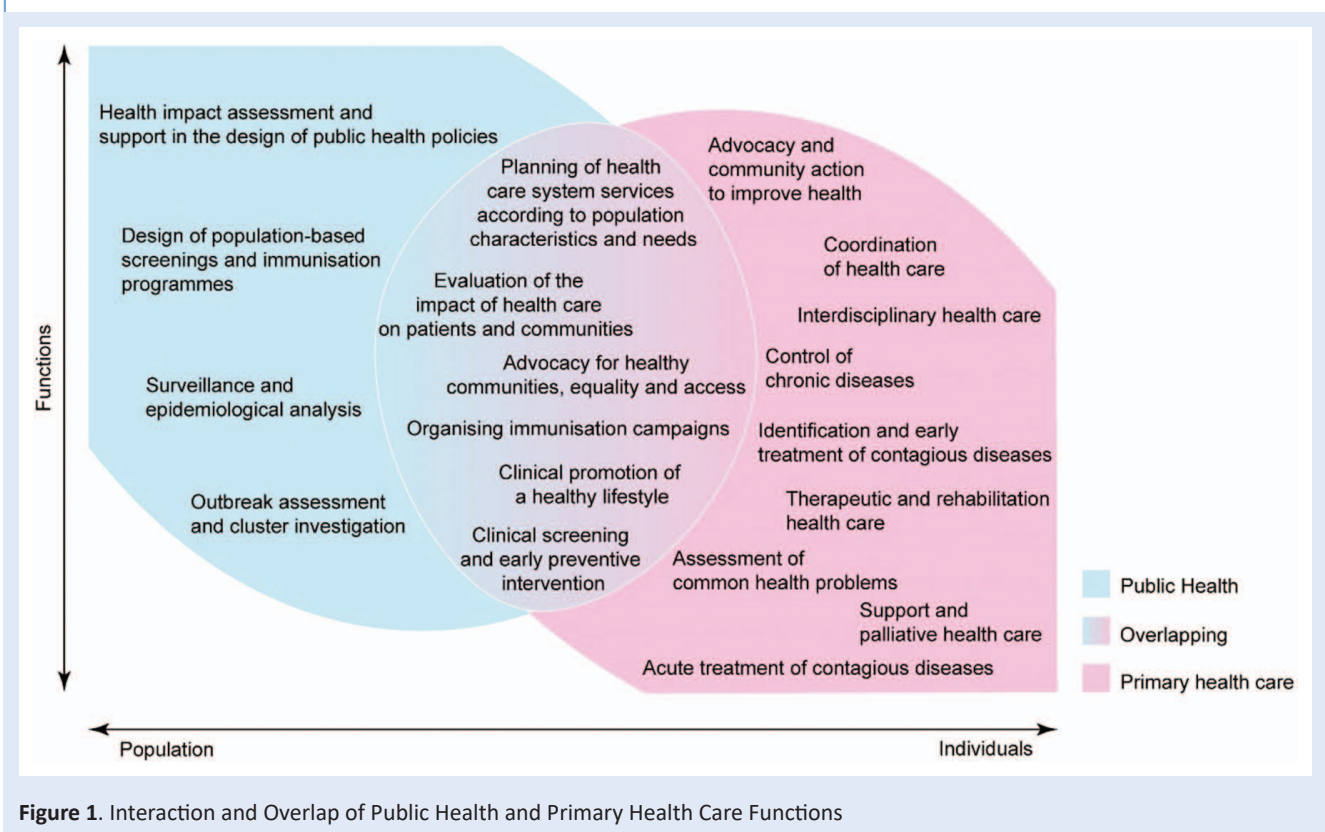 Health impact assessment and
support in the design of public health policies
Design of population-based
screenings and immunisation
programmes
Surveillance and
epidemiological analysis
Outbreak assessment
and cluster investigation
Planning of health
care system services
according to population
characteristics and needs
Evaluation of the
impact of health care
on patients and communities
Advocacy for healthy
communities, equality and access
Organising immunisation campaigns
Clinical promotion of
a healthy lifestyle
Clinical screening
and early preventive
intervention
Advocacy and
community action
to improve health
Coordination
of health care
Interdisciplinary health care
Control of
chronic diseases
Identification and early
treatment of contagious diseases
Therapeutic and rehabilitation
health care
Assessment of
common health problems
Support and
palliative health care
Acute treatment of contagious diseases
Functions
Population
Individuals
Public Health
Overlapping
Primary health care
Figure 1. Interaction and Overlap of Public Health and Primary Health Care Functions